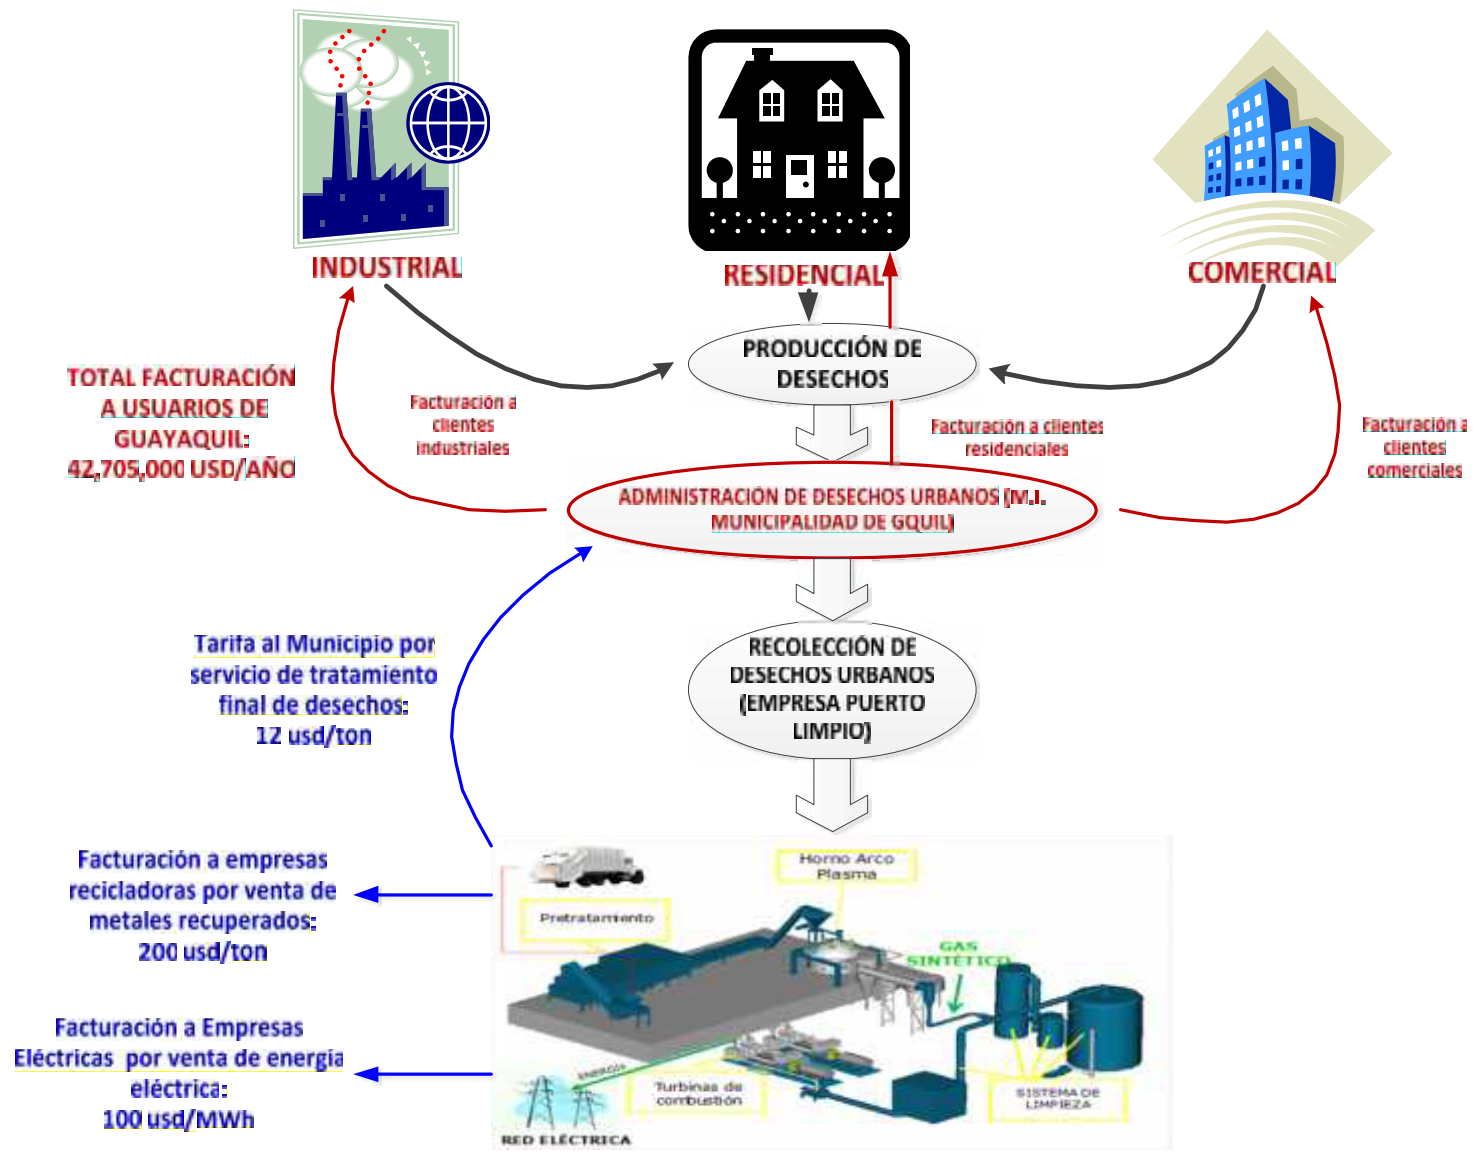 INDUSTRIAL
RESIDENCIAL
COMERCIAL
PRODUCCIÓN DE
DESECHOS
TOTAL FACTURACIÓN
A USUARIOS DE
GUAYAQUIL:
42,705,000 USD/AÑO
Facturación a
clientes
industriales
Facturación a clientes
residenciales
Facturación a
clientes
comerciales
ADMINISTRACIÓN DE DESECHOS URBANOS (M.I.
MUNICIPALIDAD DE GQUIL)
Tarifa al Municipio por
servicio de tratamiento
final de desechos:
12 usd/ton
RECOLECCIÓN DE
DESECHOS URBANOS
(EMPRESA PUERTO
LIMPIO)
Facturación a empresas
recicladoras por venta de
metales recuperados:
200 usd/ton
Facturación a Empresas
Eléctricas por venta de energía
eléctrica:
100 usd/MWh
Horno Arco
Plasma
Pretratamiento
GAS
SINTÉTICO
ENERGÍA
Turbinas de
combustión
SISTEMA DE
LIMPIEZA
RED ELÉCTRICA